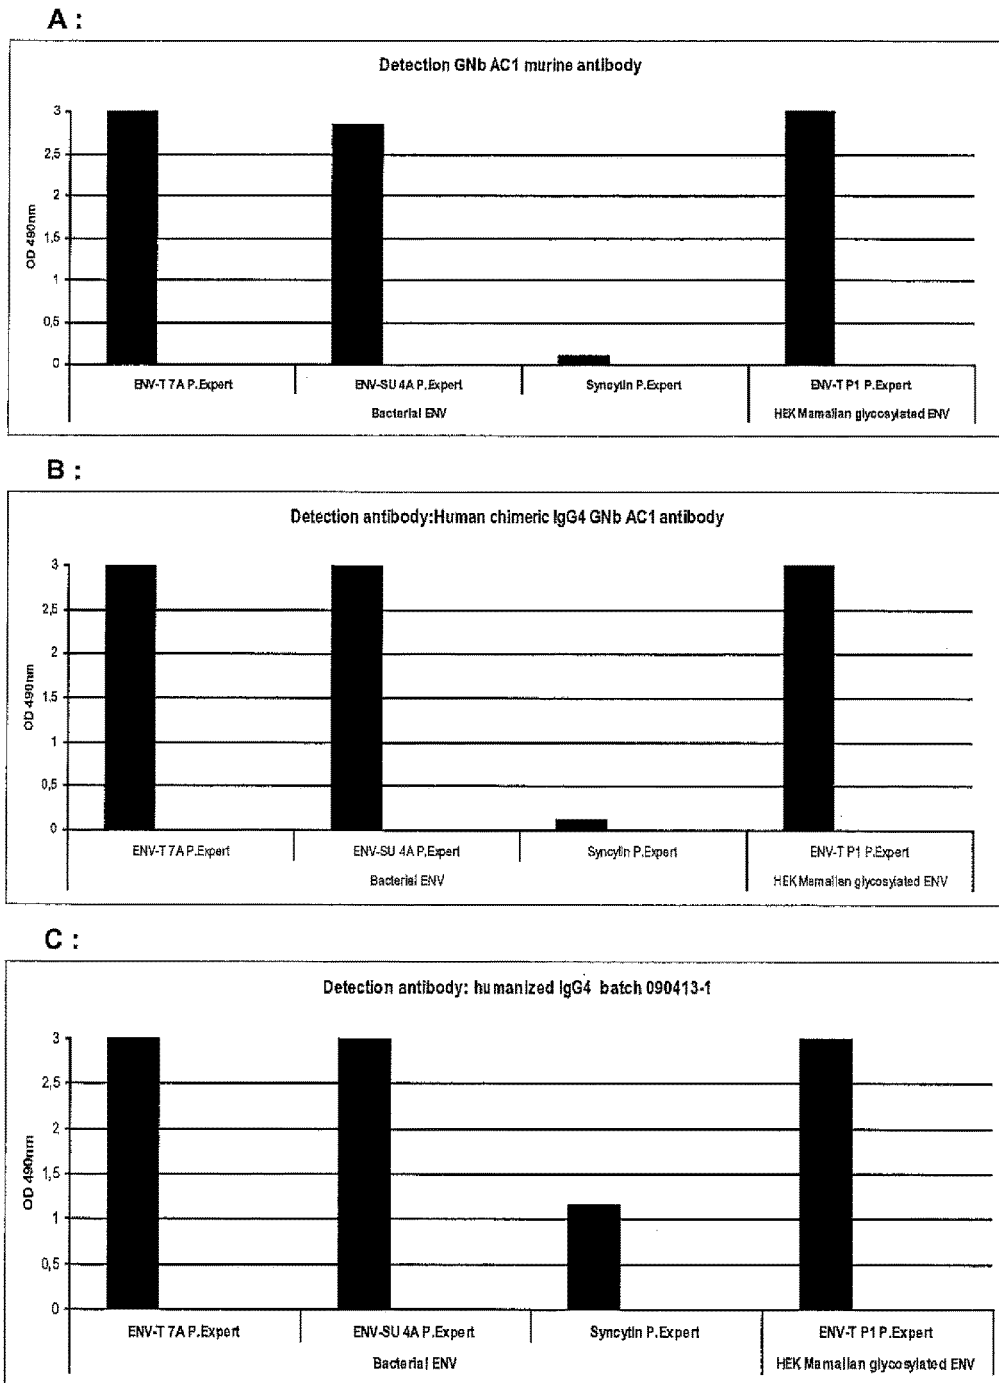 A :
Detection GNb AC1 murine antibody
OD 490nm
3
2,5
2
1,5
1
0,5
0
ENV-T 7A P.Expert
ENV-SU 4A P.Expert
Syncytin P.Expert
ENV-T P1 P.Expert
Bacterial ENV
HEK Mamalian glycosylated ENV
B :
Detection antibody:Human chimeric IgG4 GNb AC1 antibody
OD 490nm
3
2,5
2
1,5
1
0,5
0
ENV-T 7A P.Expert
ENV-SU 4A P.Expert
Syncytin P.Expert
ENV-T P1 P.Expert
Bacterial ENV
HEK Mamalian glycosylated ENV
C :
Detection antibody: humanized IgG4 batch 090413-1
OD 490nm
3
2,5
2
1,5
1
0,5
0
ENV-T 7A P.Expert
ENV-SU 4A P.Expert
Syncytin P.Expert
ENV-T P1 P.Expert
Bacterial ENV
HEK Mamalian glycosylated ENV